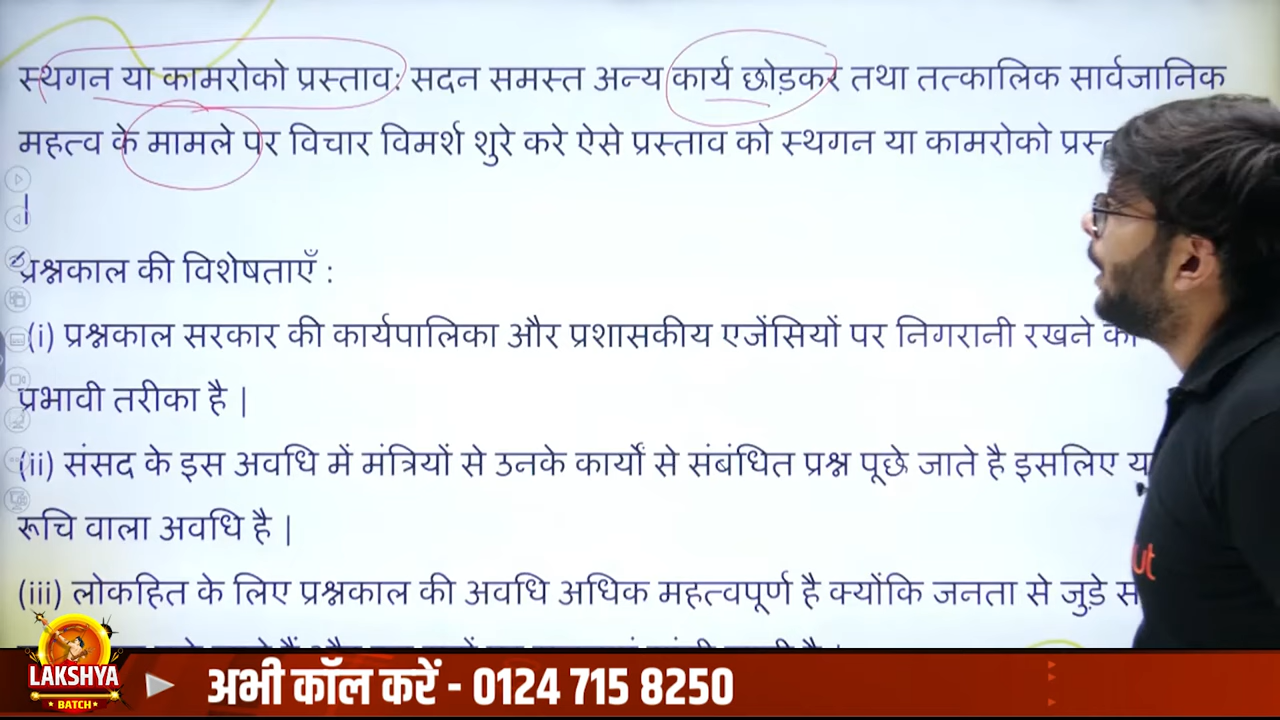 स्थगन या कामरोको प्रस्ताव: सदन समस्त अन्य कार्य छोड़कर तथा तत्कालिक सार्वजानिक
महत्व के मामले पर विचार विमर्श शुरे करे ऐसे प्रस्ताव को स्थगन या कामरोको
|
प्रश्नकाल की विशेषताएँ :
(i) प्रश्नकाल सरकार की कार्यपालिका और प्रशासकीय एजेंसियों पर निगरानी रखने
प्रभावी तरीका है |
(ii) संसद के इस अवधि में मंत्रियों से उनके कार्यों से संबंधित प्रश्न पूछे जाते है इसलिए
रूचि वाला अवधि है |
(iii) लोकहित के लिए प्रश्नकाल की अवधि अधिक महत्वपूर्ण है क्योंकि जनता से जुड़े
LAKSHYA
BATCH
अभी कॉल करें - 0124 715 8250